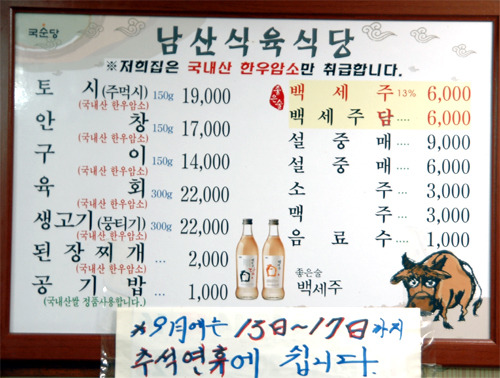 국순당
남산식육식당
※저희집은 국내산 한우암소만 취급합니다.
토 시(주먹시) 150g 19,000
(국내산 한우암소)
안 창 150g 17,000
(국내산 한우암소)
구 이 150g 14,000
(국내산 한우암소)
육 회 300g 22,000
(국내산 한우암소)
생고기(뭉티기) 300g 22,000
(국내산 한우암소)
된장찌개 .... 2,000
(국내산 한우암소)
공 기 밥 .... 1,000
(국내산쌀 정품사용합니다.)
백 세 주 13% 6,000
백세주담 .... 6,000
설 중 매 .... 9,000
설 중 매 .... 6,000
소 주 .... 3,000
맥 주 .... 3,000
음 료 수 .... 1,000
좋은술
백세주
※9月에는 15日~17日까지
추석연휴에 쉽니다.